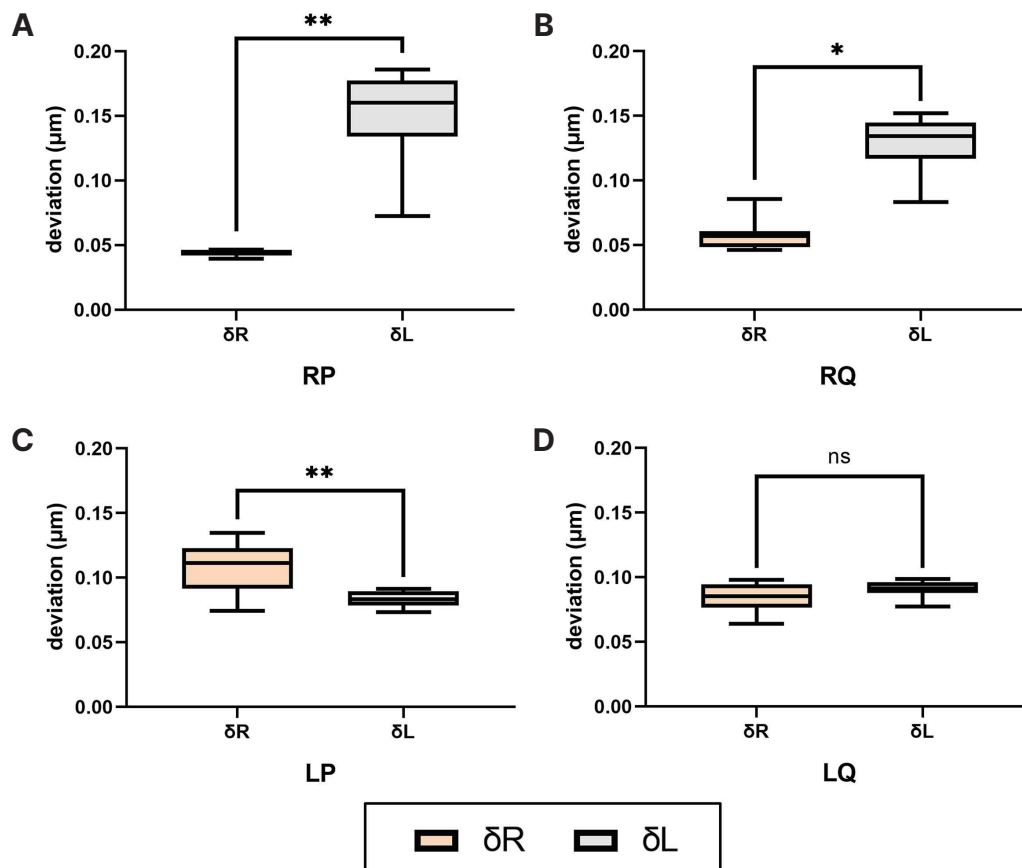 A
**
0.20
0.15
0.10
0.05
0.00
deviation (μm)
δR δL
RP
B
*
0.20
0.15
0.10
0.05
0.00
deviation (μm)
δR δL
RQ
C
**
0.20
0.15
0.10
0.05
0.00
deviation (μm)
δR δL
LP
D
ns
0.20
0.15
0.10
0.05
0.00
deviation (μm)
δR δL
LQ
δR δL